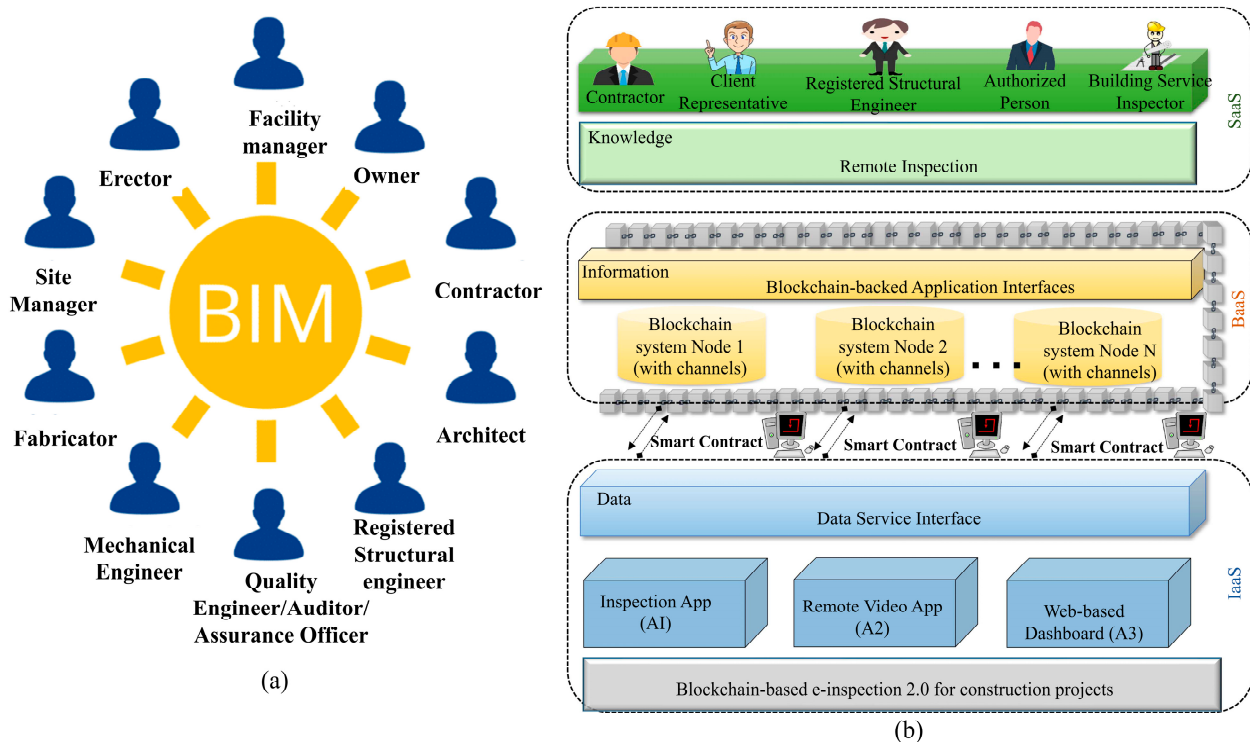 Facility
manager
Owner
Contractor
Architect
Registered
Structural
engineer
Quality
Engineer/Auditor/
Assurance Officer
Mechanical
Engineer
Fabricator
Site
Manager
Erector
BIM
(a)
Contractor
Client
Representative
Registered Structural
Engineer
Authorized
Person
Building Service
Inspector
Knowledge
Remote Inspection
SaaS
Information
Blockchain-backed Application Interfaces
Blockchain
system Node 1
(with channels)
Blockchain
system Node 2
(with channels)
Blockchain
system Node N
(with channels)
BaaS
Smart Contract
Smart Contract
Smart Contract
Data
Data Service Interface
Inspection App
(AI)
Remote Video App
(A2)
Web-based
Dashboard (A3)
Blockchain-based e-inspection 2.0 for construction projects
IaaS
(b)